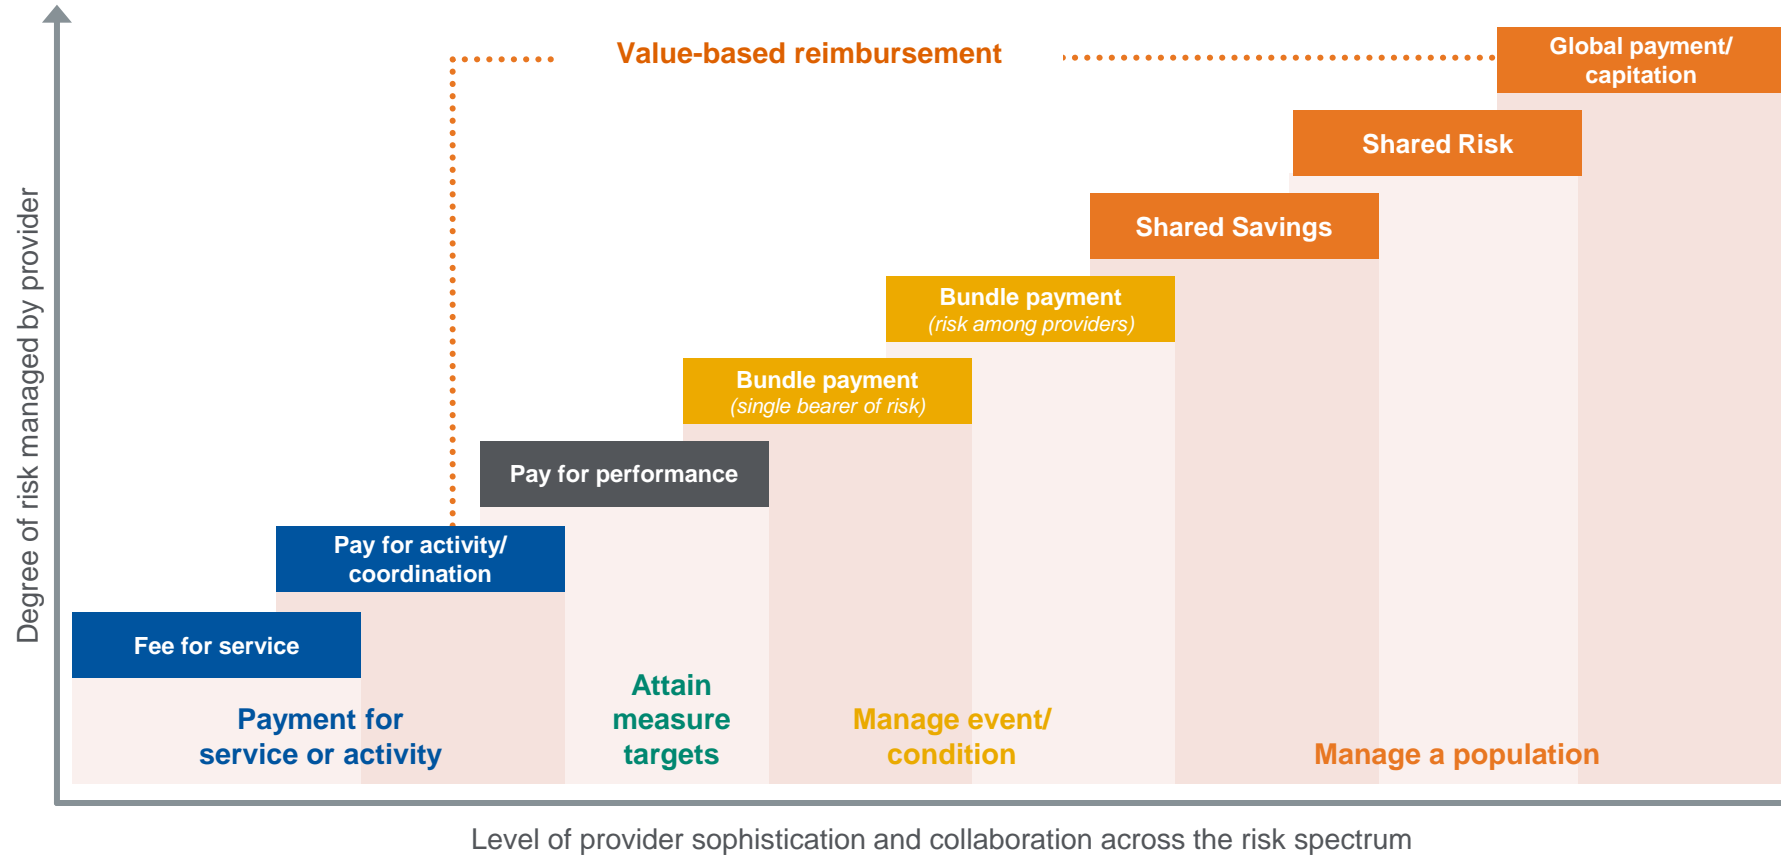 Value-based reimbursement
Global payment/
capitation
Shared Risk
Shared Savings
Bundle payment
(risk among providers)
Bundle payment
(single bearer of risk)
Pay for performance
Pay for activity/
coordination
Fee for service
Degree of risk managed by provider
Payment for
service or activity
Attain
measure
targets
Manage event/
condition
Manage a population
Level of provider sophistication and collaboration across the risk spectrum